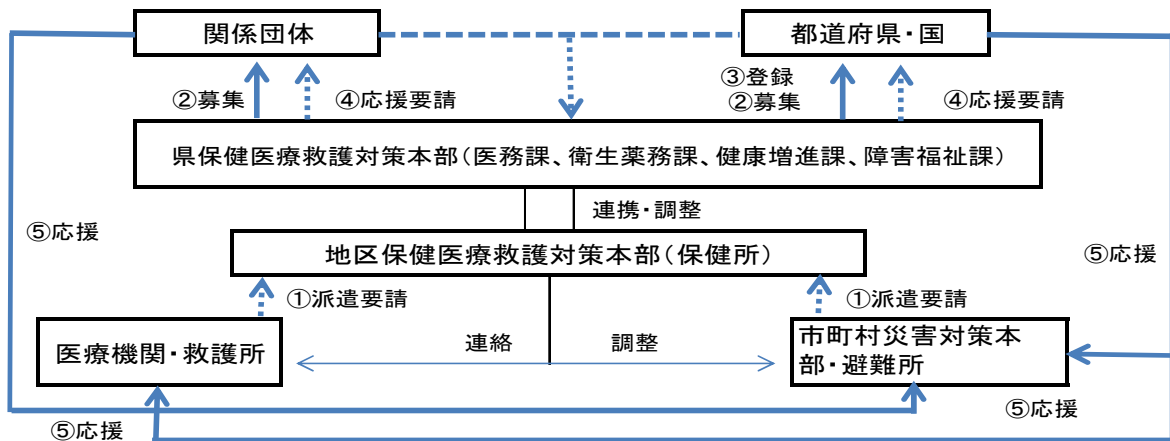 関係団体
都道府県・国
②募集
④応援要請
③登録
②募集
④応援要請
県保健医療救護対策本部(医務課、衛生薬務課、健康増進課、障害福祉課)
連携・調整
⑤応援
⑤応援
地区保健医療救護対策本部(保健所)
①派遣要請
①派遣要請
医療機関・救護所
連絡
調整
市町村災害対策本
部・避難所
⑤応援
⑤応援